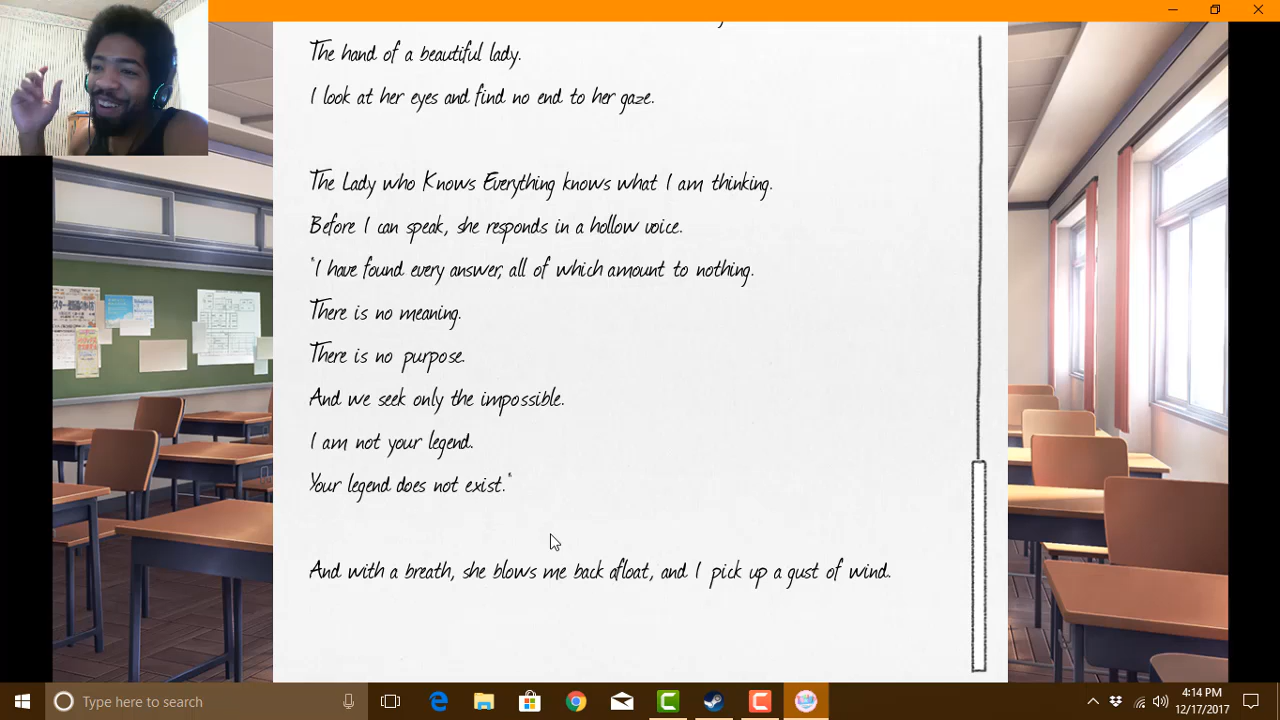 The hand of a beautiful lady.
I look at her eyes and find no end to her gaze.
The Lady who Knows Everything knows what I am thinking.
Before I can speak, she responds in a hollow voice.
"I have found every answer, all of which amount to nothing.
There is no meaning.
There is no purpose.
And we seek only the impossible.
I am not your legend.
Your legend does not exist."
And with a breath, she blows me back afloat, and I pick up a gust of wind.
Type here to search
4:14 PM
12/17/2017